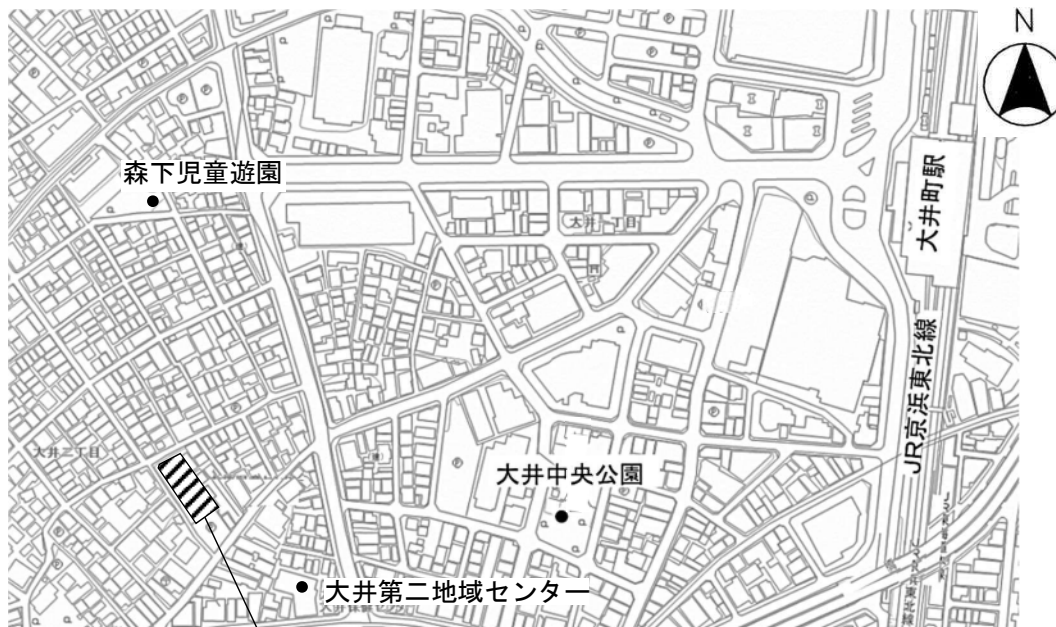 N
森下児童遊園
大井町駅
大井一丁目
JR京浜東北線
大井二丁目
大井中央公園
大井第二地域センター